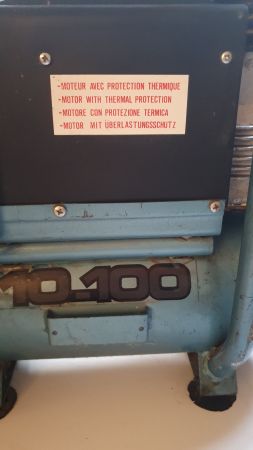 -MOTEUR AVEC PROTECTION THERMIQUE
-MOTOR WITH THERMAL PROTECTION
-MOTORE CON PROTEZIONE TERMICA
-MOTOR MIT ÜBERLASTUNGSSCHUTZ
10.100